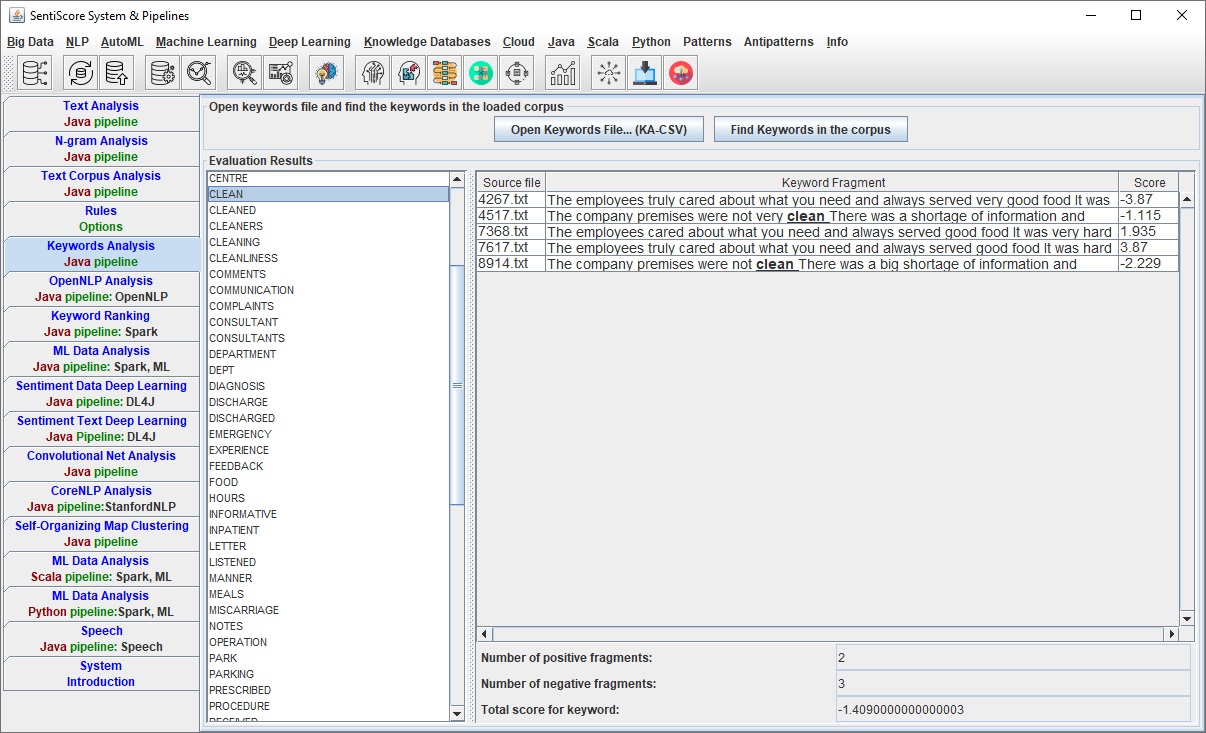 SentiScore System & Pipelines
Big Data NLP AutoML Machine Learning Deep Learning Knowledge Databases Cloud Java Scala Python Patterns Antipatterns Info
Text Analysis
Java pipeline
N-gram Analysis
Java pipeline
Text Corpus Analysis
Java pipeline
Rules
Options
Keywords Analysis
Java pipeline
OpenNLP Analysis
Java pipeline: OpenNLP
Keyword Ranking
Java pipeline: Spark
ML Data Analysis
Java pipeline: Spark, ML
Sentiment Data Deep Learning
Java pipeline: DL4J
Sentiment Text Deep Learning
Java Pipeline: DL4J
Convolutional Net Analysis
Java pipeline
CoreNLP Analysis
Java pipeline:StanfordNLP
Self-Organizing Map Clustering
Java pipeline
ML Data Analysis
Scala pipeline: Spark, ML
ML Data Analysis
Python pipeline:Spark, ML
Speech
Java pipeline: Speech
System
Introduction
Open keywords file and find the keywords in the loaded corpus
Open Keywords File... (KA-CSV) Find Keywords in the corpus
Evaluation Results
CENTRE
CLEAN
CLEANED
CLEANERS
CLEANING
CLEANLINESS
COMMENTS
COMMUNICATION
COMPLAINTS
CONSULTANT
CONSULTANTS
DEPARTMENT
DEPT
DIAGNOSIS
DISCHARGE
DISCHARGED
EMERGENCY
EXPERIENCE
FEEDBACK
FOOD
HOURS
INFORMATIVE
INPATIENT
LETTER
LISTENED
MANNER
MEALS
MISCARRIAGE
NOTES
OPERATION
PARK
PARKING
PRESCRIBED
PROCEDURE
RECEIVED
Source file Keyword Fragment Score
4267.txt The employees truly cared about what you need and always served very good food It was -3.87
4517.txt The company premises were not very clean There was a shortage of information and -1.115
7368.txt The employees cared about what you need and always served good food It was very hard 1.935
7617.txt The employees truly cared about what you need and always served good food It was hard 3.87
8914.txt The company premises were not clean There was a big shortage of information and -2.229
Number of positive fragments: 2
Number of negative fragments: 3
Total score for keyword: -1.4090000000000003